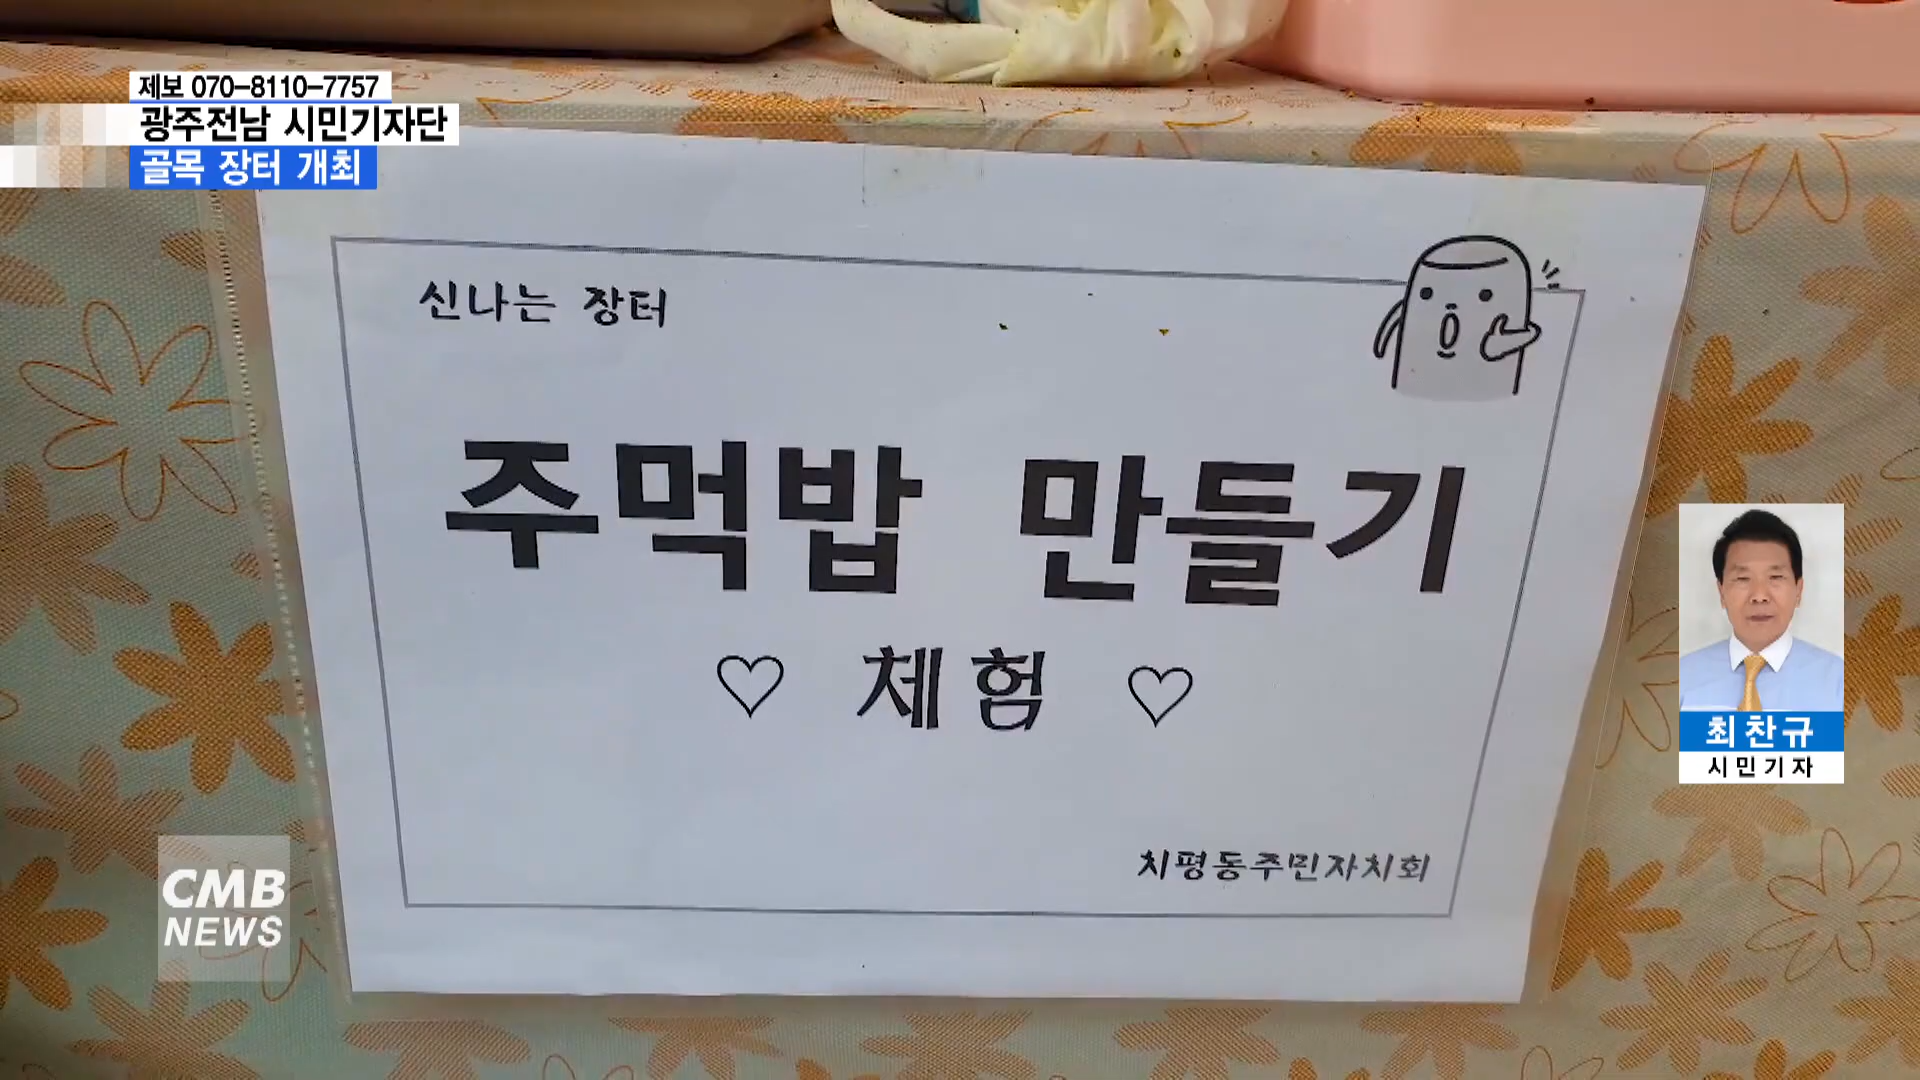 제보 070-8110-7757
광주전남 시민기자단
골목 장터 개최
신나는 장터
주먹밥 만들기
♡ 체험 ♡
치평동주민자치회
최찬규
시민기자
CMB
NEWS